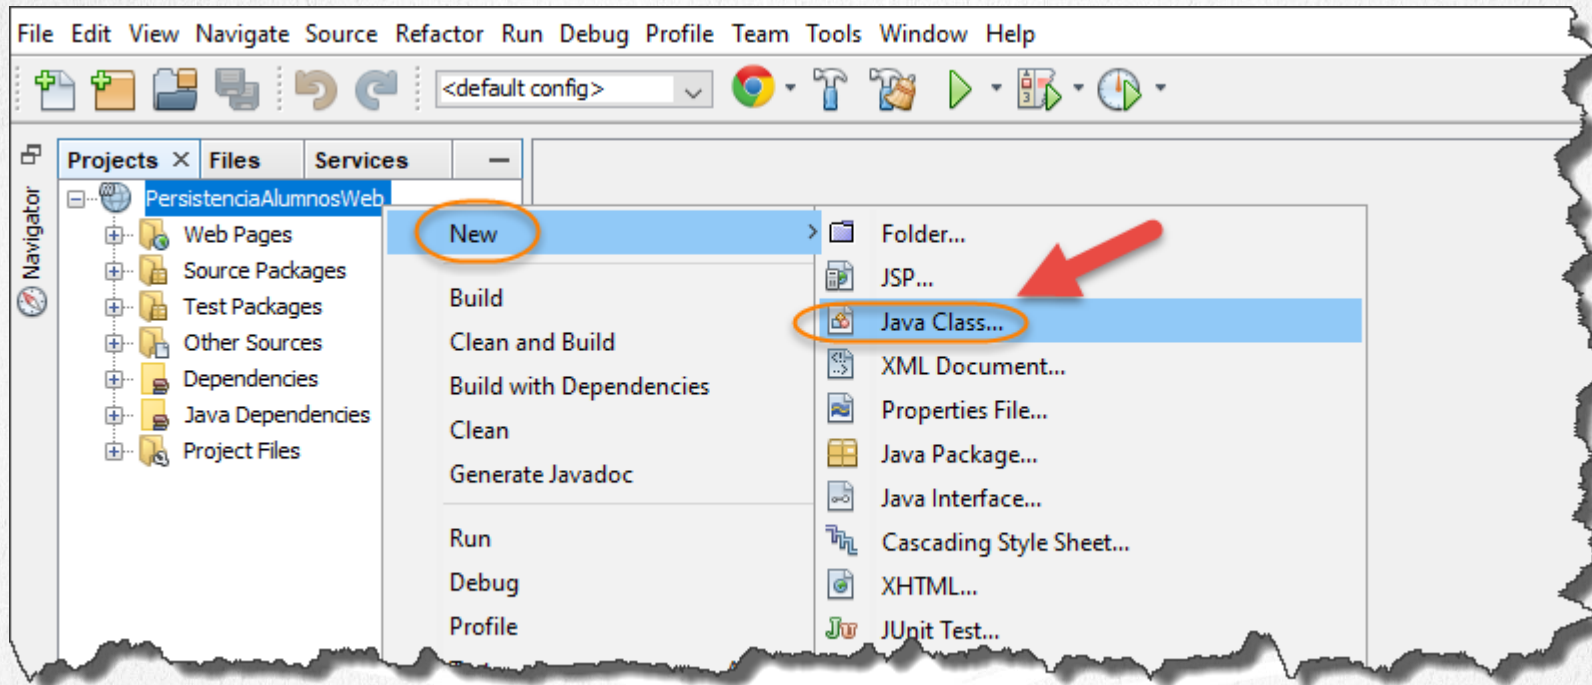 File Edit View Navigate Source Refactor Run Debug Profile Team Tools Window Help
<default config>
Projects Files Services
Navigator
PersistenciaAlumnosWeb
Web Pages
Source Packages
Test Packages
Other Sources
Dependencies
Java Dependencies
Project Files
New
Build
Clean and Build
Build with Dependencies
Clean
Generate Javadoc
Run
Debug
Profile
Folder...
JSP...
Java Class...
XML Document...
Properties File...
Java Package...
Java Interface...
Cascading Style Sheet...
XHTML...
JUnit Test...